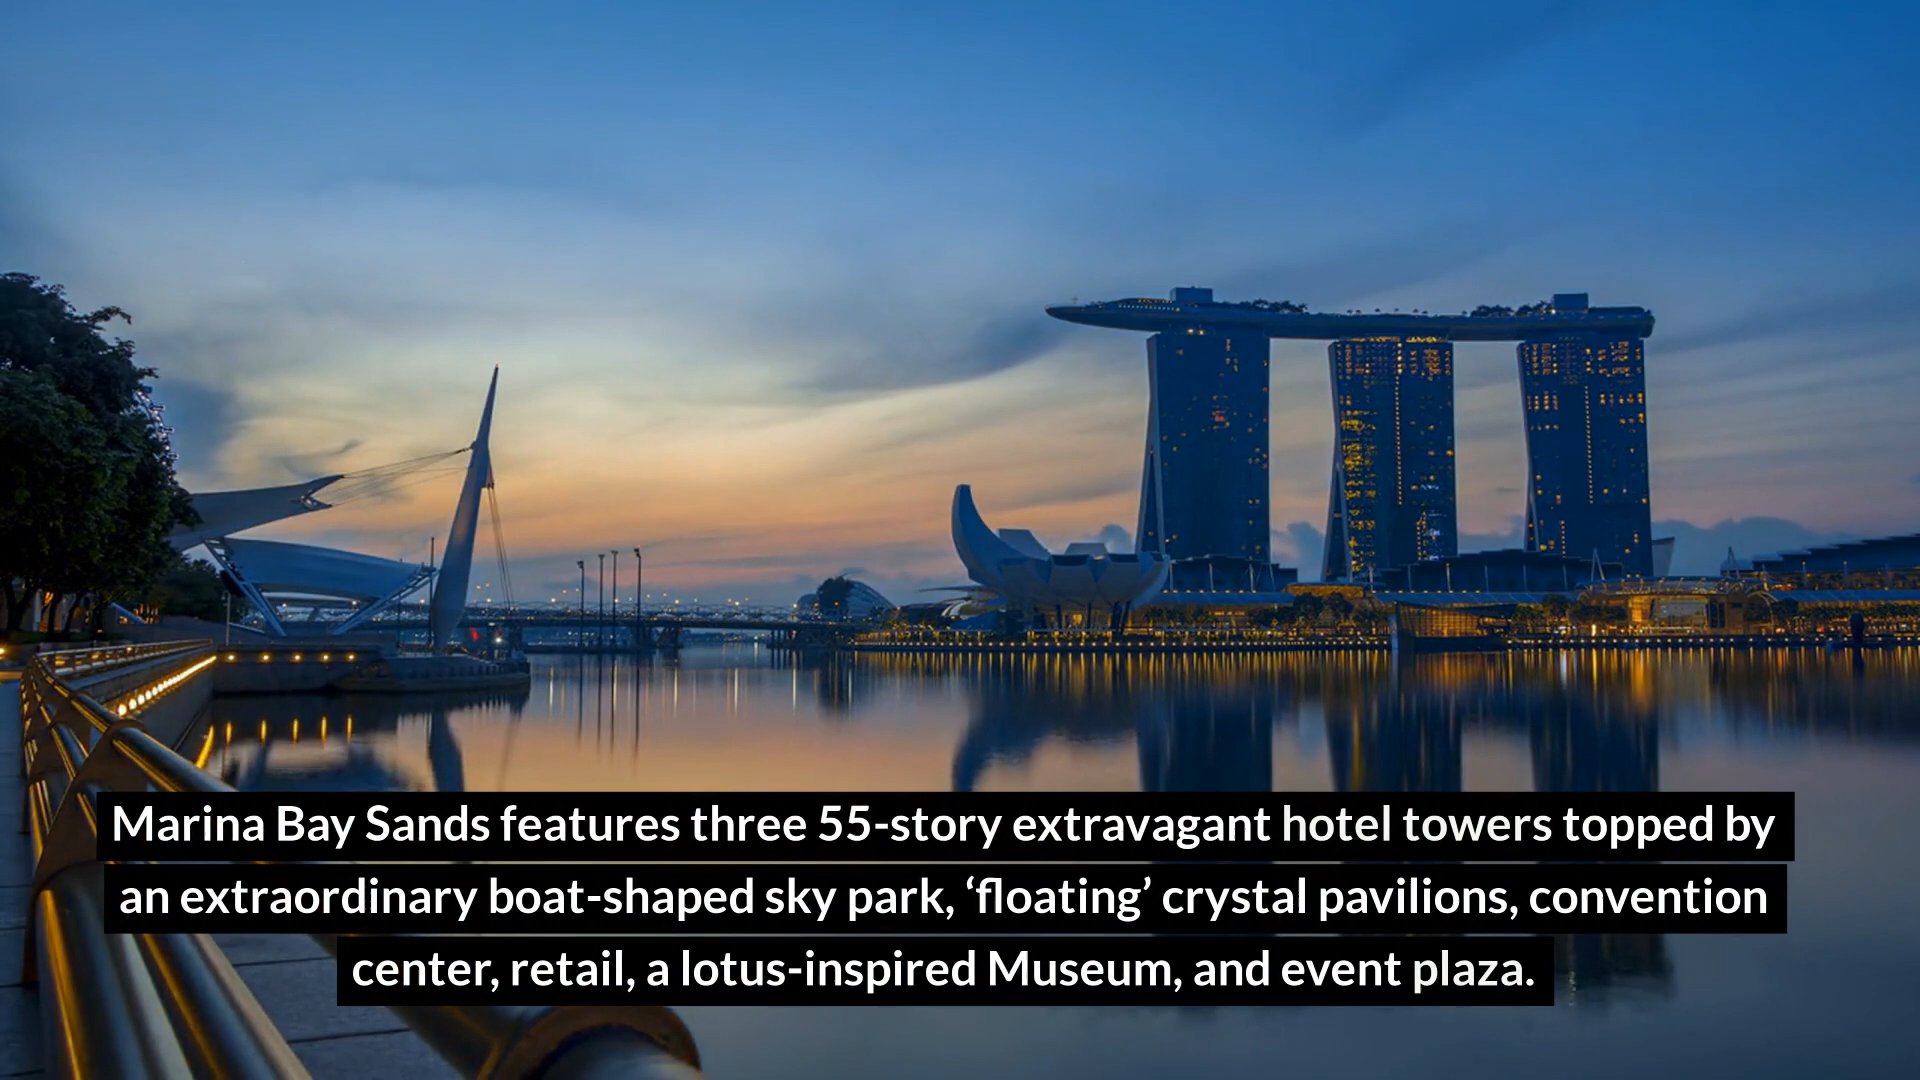 Marina Bay Sands features three 55-story extravagant hotel towers topped by
an extraordinary boat-shaped sky park, ‘floating’ crystal pavilions, convention
center, retail, a lotus-inspired Museum, and event plaza.